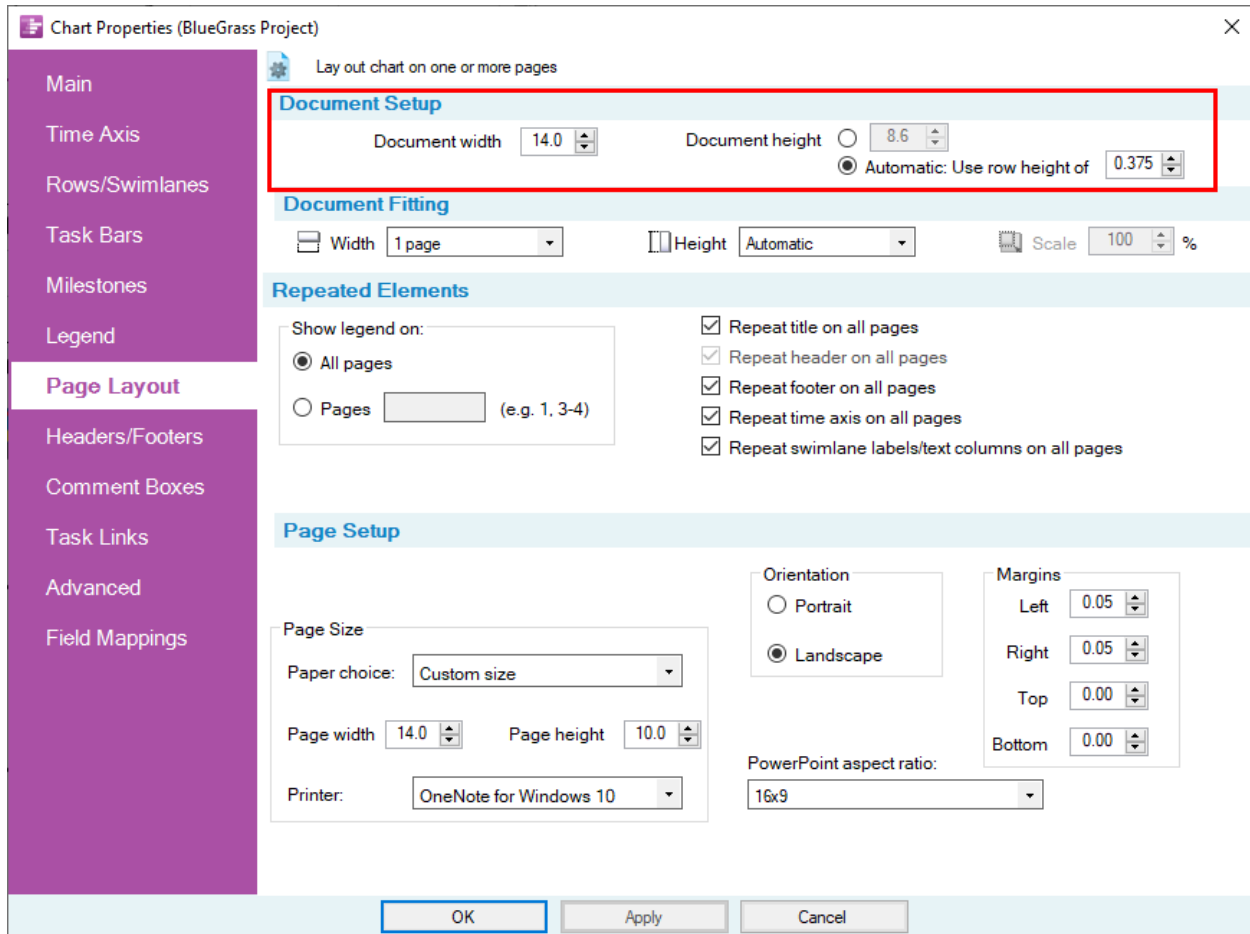 Chart Properties (BlueGrass Project)
Main
Time Axis
Rows/Swimlanes
Task Bars
Milestones
Legend
Page Layout
Headers/Footers
Comment Boxes
Task Links
Advanced
Field Mappings
Lay out chart on one or more pages
Document Setup
Document width 14.0 Document height 8.6
Automatic: Use row height of 0.375
Document Fitting
Width 1 page Height Automatic Scale 100 %
Repeated Elements
Show legend on:
All pages
Pages (e.g. 1, 3-4)
Repeat title on all pages
Repeat header on all pages
Repeat footer on all pages
Repeat time axis on all pages
Repeat swimlane labels/text columns on all pages
Page Setup
Page Size
Paper choice: Custom size
Page width 14.0 Page height 10.0
Printer: OneNote for Windows 10
Orientation
Portrait
Landscape
PowerPoint aspect ratio:
16x9
Margins
Left 0.05
Right 0.05
Top 0.00
Bottom 0.00
OK Apply Cancel